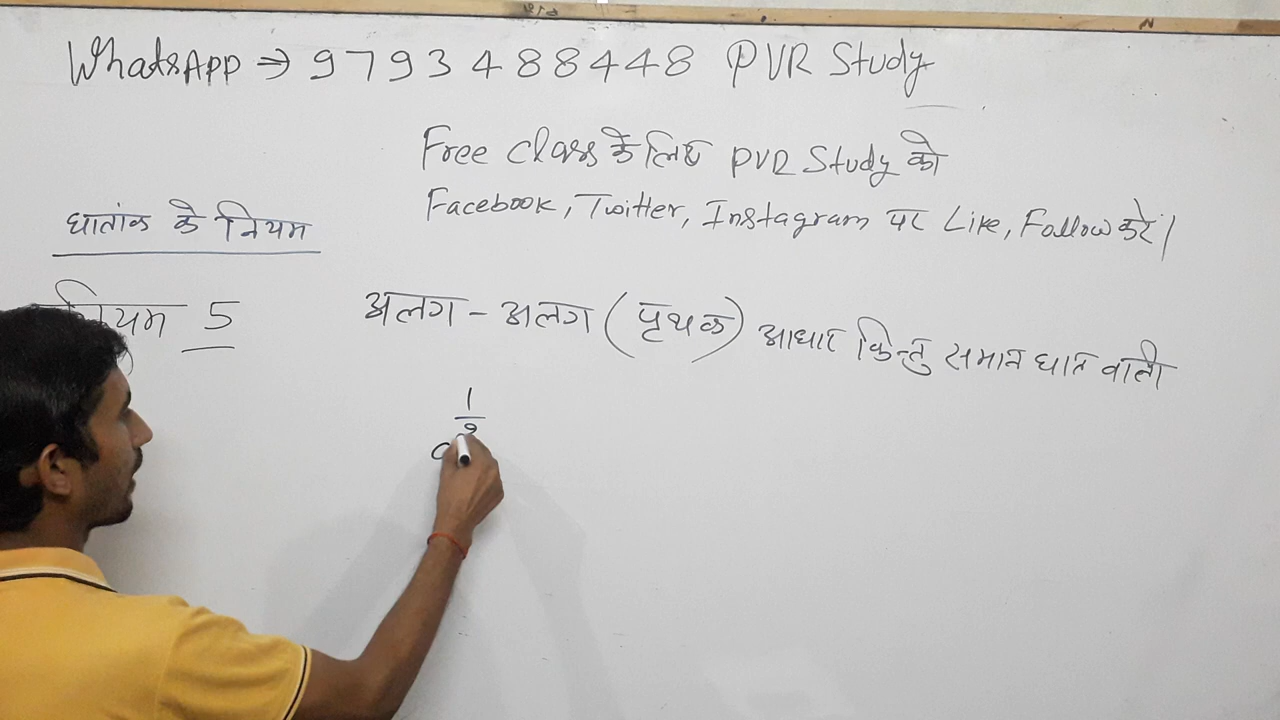 WhatsApp → 9793488448 PVR Study
Free class के लिए PVR Study को
Facebook, Twitter, Instagram पर Like, Follow करे।
घातांक के नियम
नियम 5
अलग - अलग (पृथक) आधार किन्तु समान घात वाली
1